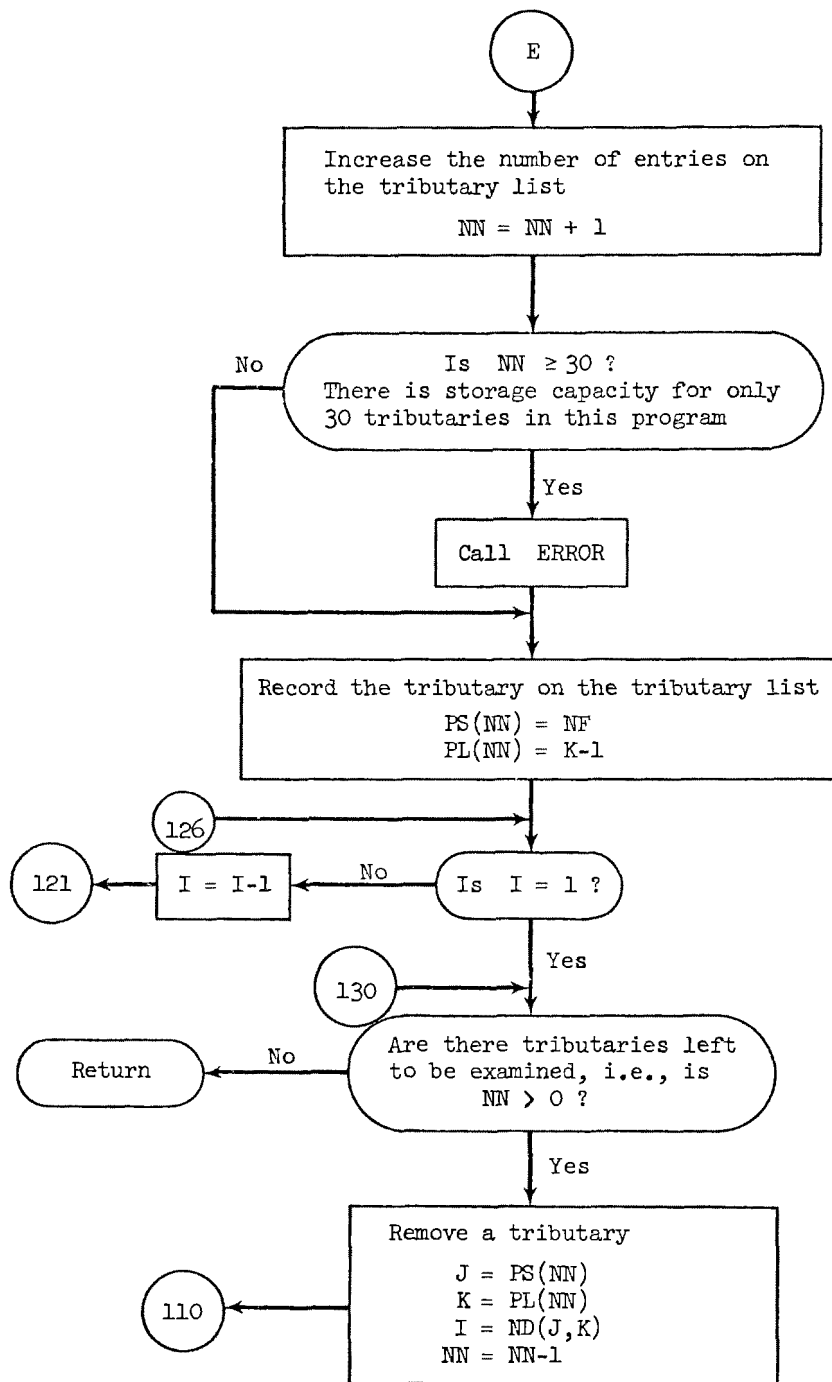 E
Increase the number of entries on
the tributary list
NN = NN + 1
No
Is NN ≥ 30 ?
There is storage capacity for only
30 tributaries in this program
Yes
Call ERROR
Record the tributary on the tributary list
PS(NN) = NF
PL(NN) = K-1
126
121
I = I-1
No
Is I = 1 ?
Yes
130
Return
No
Are there tributaries left
to be examined, i.e., is
NN > 0 ?
Yes
Remove a tributary
J = PS(NN)
K = PL(NN)
I = ND(J,K)
NN = NN-1
110